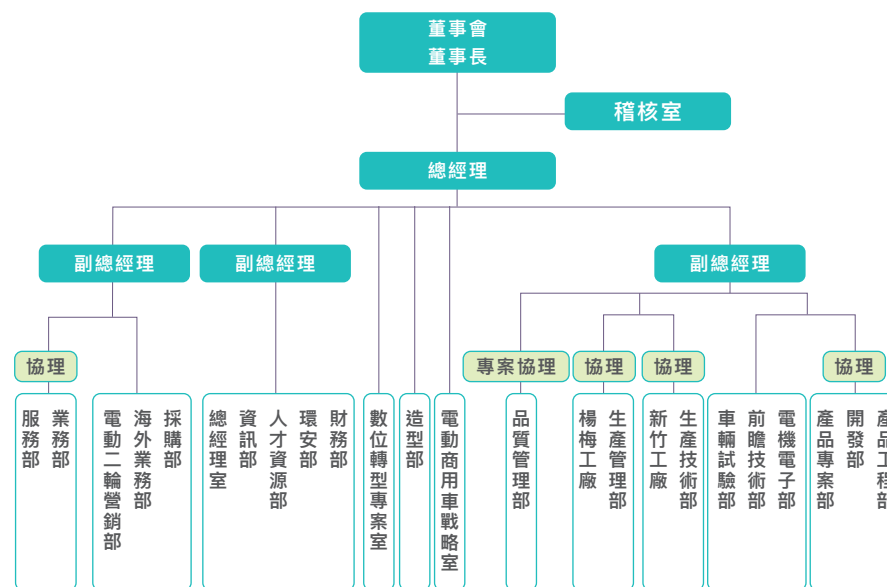 董事會
董事長
稽核室
總經理
副總經理
副總經理
副總經理
協理
專案協理
協理
協理
協理
服務部
業務部
電動二輪營銷部
海外業務部
採購部
總經理室
資訊部
人才資源部
環安部
財務部
數位轉型專案室
造型部
電動商用車戰略室
品質管理部
楊梅工廠
生產管理部
新竹工廠
生產技術部
車輛試驗部
前瞻技術部
電機電子部
產品專案部
開發部
產品工程部